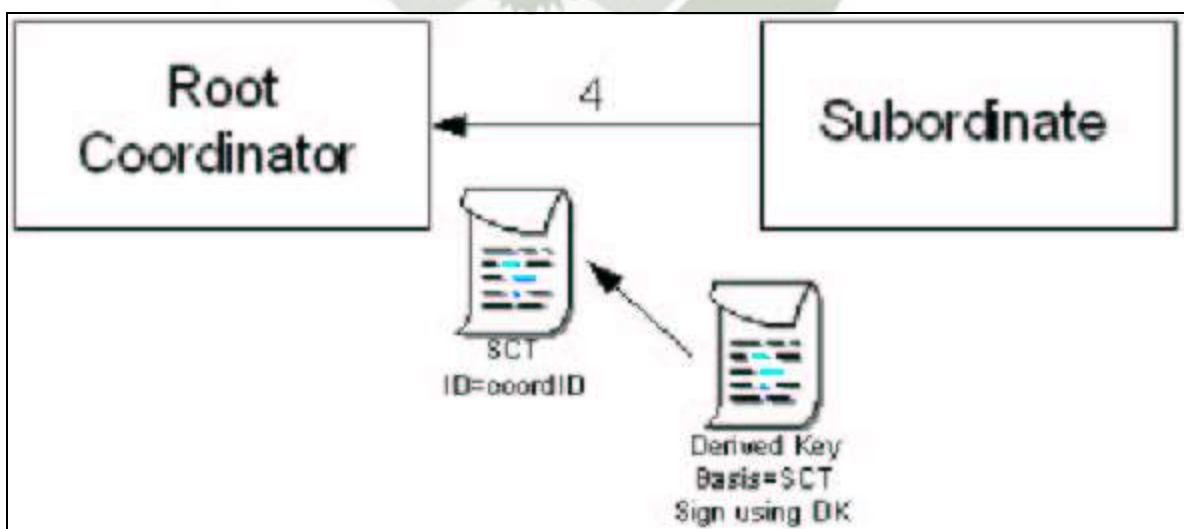 Root
Coordinator
4
Subordinate
SCT
ID=coordID
Derived Key
Basis=SCT
Sign using DK